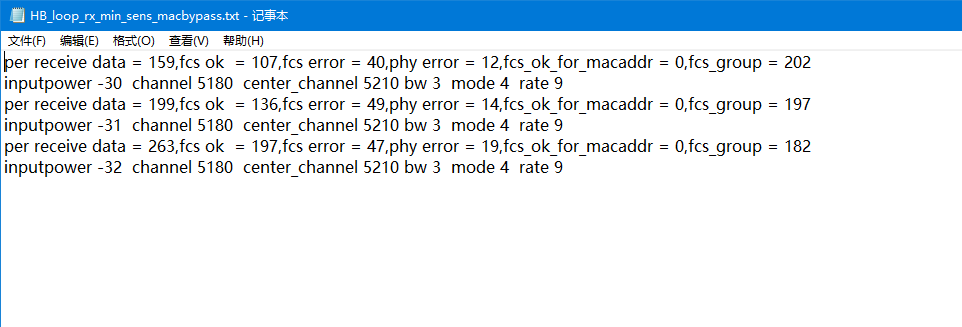 HB_loop_rx_min_sens_macbypass.txt - 记事本
文件(F) 编辑(E) 格式(O) 查看(V) 帮助(H)
per receive data = 159,fcs ok  = 107,fcs error = 40,phy error = 12,fcs_ok_for_macaddr = 0,fcs_group = 202
inputpower -30  channel 5180  center_channel 5210 bw 3  mode 4  rate 9
per receive data = 199,fcs ok  = 136,fcs error = 49,phy error = 14,fcs_ok_for_macaddr = 0,fcs_group = 197
inputpower -31  channel 5180  center_channel 5210 bw 3  mode 4  rate 9
per receive data = 263,fcs ok  = 197,fcs error = 47,phy error = 19,fcs_ok_for_macaddr = 0,fcs_group = 182
inputpower -32  channel 5180  center_channel 5210 bw 3  mode 4  rate 9